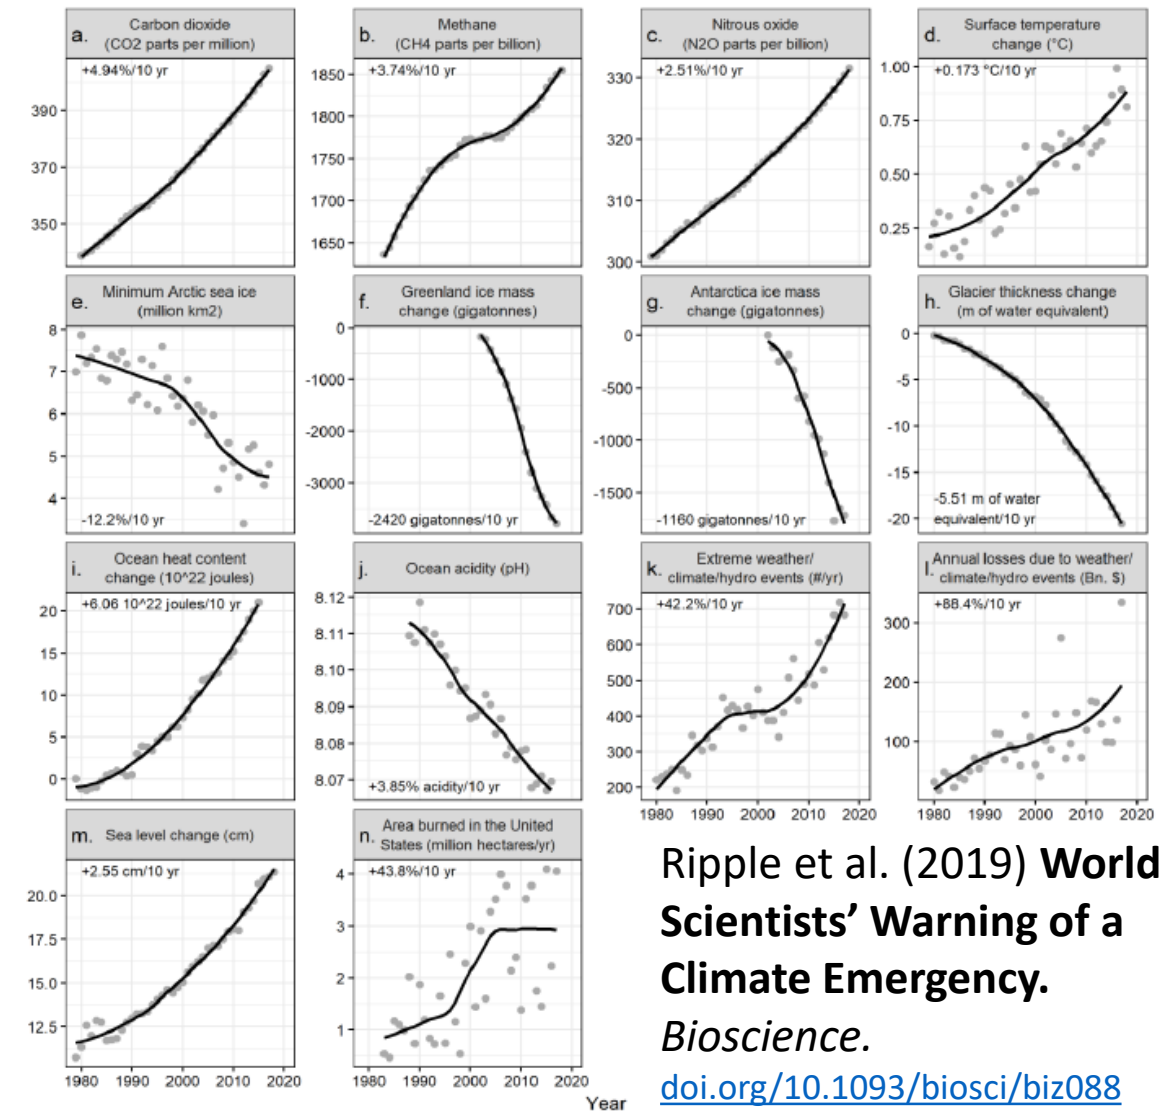 a. Carbon dioxide
(CO2 parts per million)
+4.94%/10 yr
390
370
350
b. Methane
(CH4 parts per billion)
+3.74%/10 yr
1850
1800
1750
1700
1650
c. Nitrous oxide
(N2O parts per billion)
+2.51%/10 yr
330
320
310
300
d. Surface temperature
change (°C)
+0.173 °C/10 yr
1.00
0.75
0.50
0.25
e. Minimum Arctic sea ice
(million km2)
8
7
6
5
4
-12.2%/10 yr
f. Greenland ice mass
change (gigatonnes)
0
-1000
-2000
-3000
-2420 gigatonnes/10 yr
g. Antarctica ice mass
change (gigatonnes)
0
-500
-1000
-1500
-1160 gigatonnes/10 yr
h. Glacier thickness change
(m of water equivalent)
0
-5
-10
-15
-20
-5.51 m of water
equivalent/10 yr
i. Ocean heat content
change (10^22 joules)
+6.06 10^22 joules/10 yr
20
15
10
5
0
j. Ocean acidity (pH)
8.12
8.11
8.10
8.09
8.08
8.07
+3.85% acidity/10 yr
k. Extreme weather/
climate/hydro events (#/yr)
+42.2%/10 yr
700
600
500
400
300
200
1980 1990 2000 2010 2020
l. Annual losses due to weather/
climate/hydro events (Bn. $)
+88.4%/10 yr
300
200
100
1980 1990 2000 2010 2020
m. Sea level change (cm)
+2.55 cm/10 yr
20.0
17.5
15.0
12.5
1980 1990 2000 2010 2020
n. Area burned in the United
States (million hectares/yr)
+43.8%/10 yr
4
3
2
1
1980 1990 2000 2010 2020
Year
Ripple et al. (2019) World
Scientists’ Warning of a
Climate Emergency.
Bioscience.
doi.org/10.1093/biosci/biz088